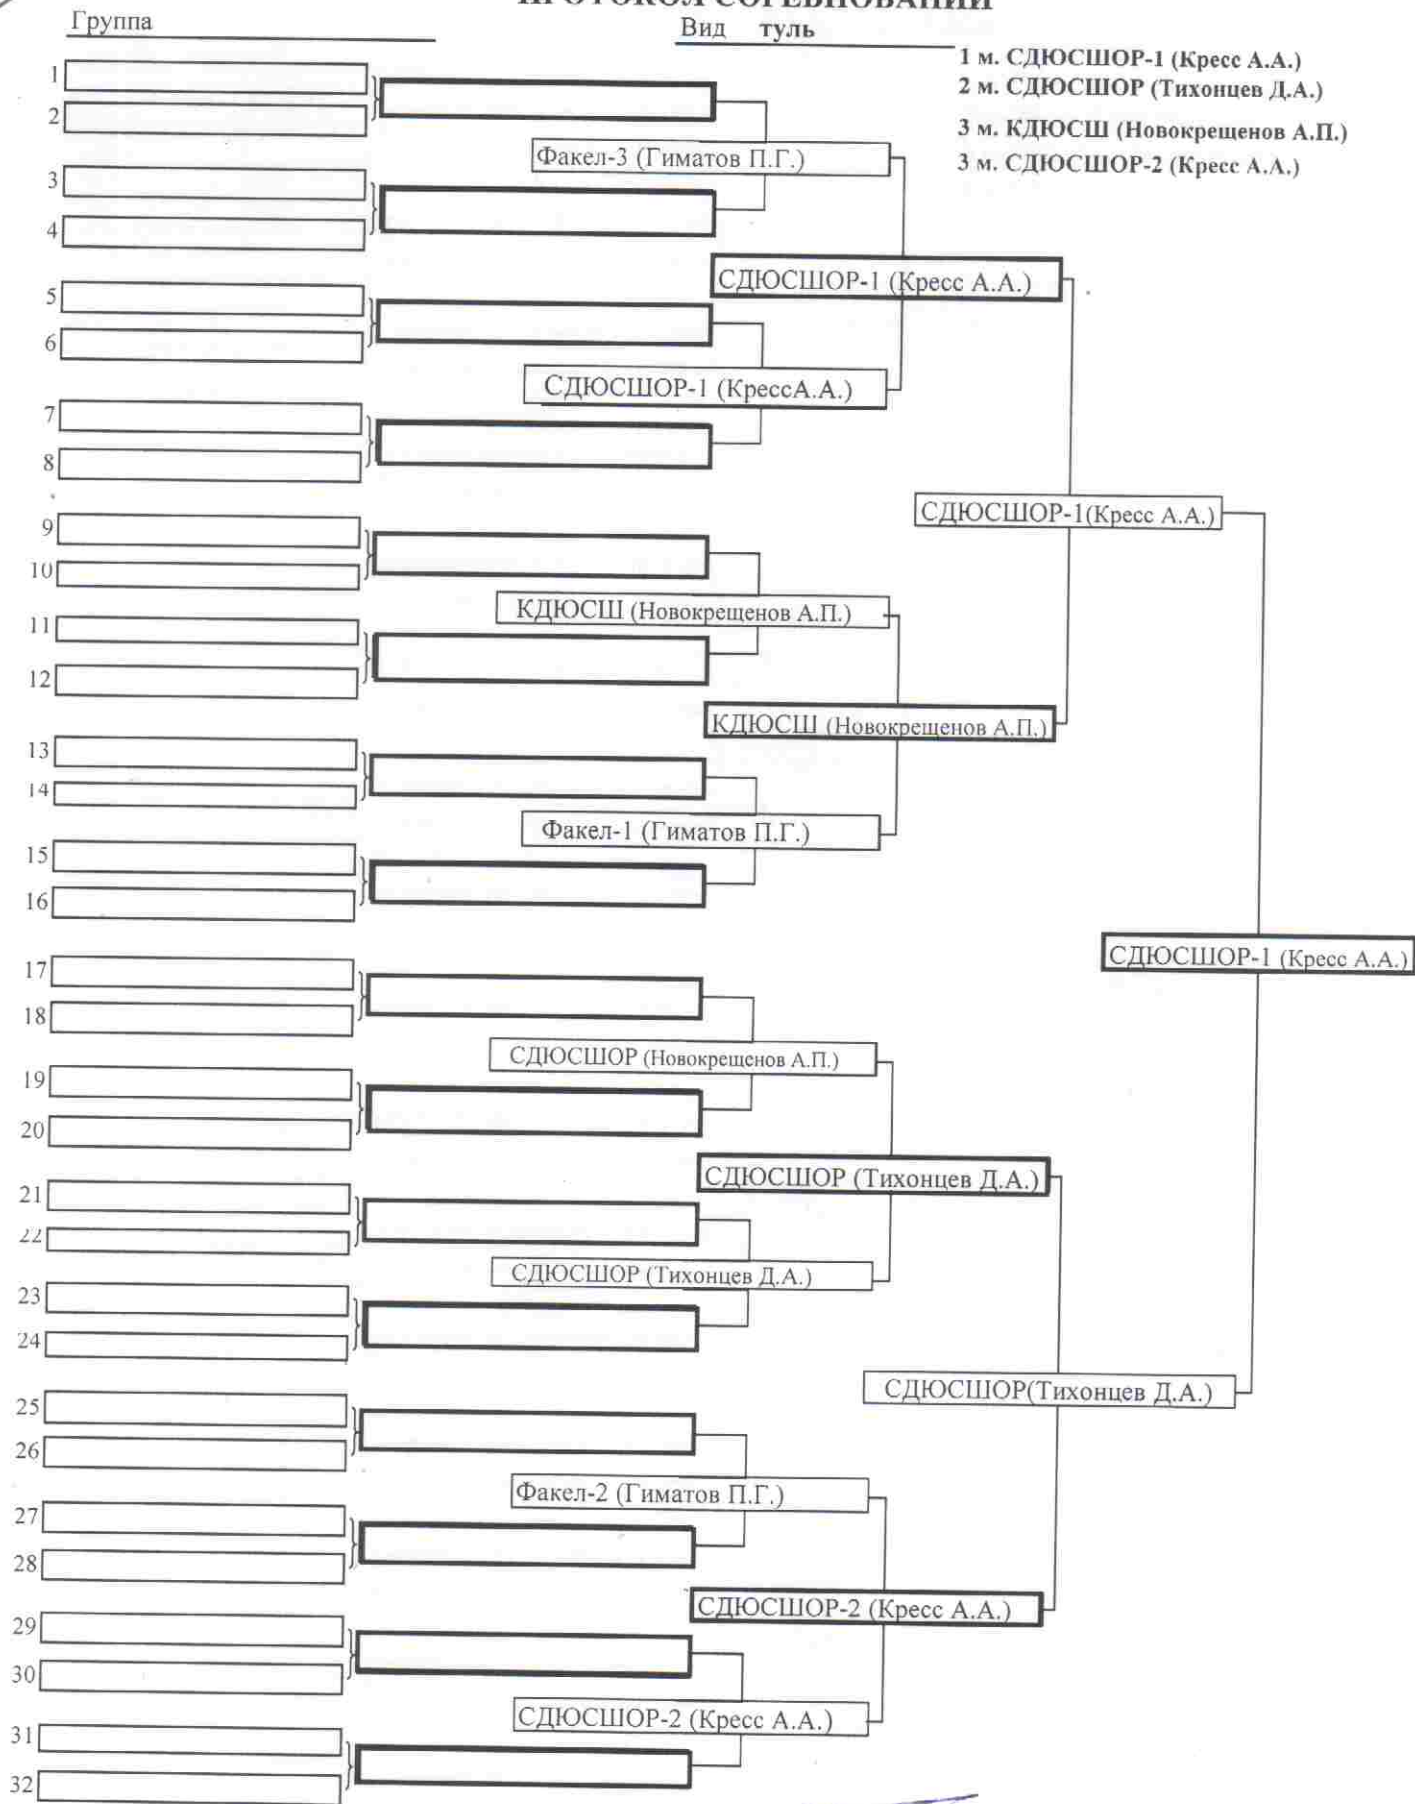 ПРОТОКОЛ СОРЕВНОВАНИЙ
Группа
Вид туль
1 м. СДЮСШОР-1 (Кресс А.А.)
2 м. СДЮСШОР (Тихонцев Д.А.)
3 м. КДЮСШ (Новокрещенов А.П.)
3 м. СДЮСШОР-2 (Кресс А.А.)
1
2
Факел-3 (Гиматов П.Г.)
3
4
СДЮСШОР-1 (Кресс А.А.)
5
6
СДЮСШОР-1 (КрессА.А.)
7
8
СДЮСШОР-1(Кресс А.А.)
9
10
КДЮСШ (Новокрещенов А.П.)
11
12
КДЮСШ (Новокрещенов А.П.)
13
14
Факел-1 (Гиматов П.Г.)
15
16
СДЮСШОР-1 (Кресс А.А.)
17
18
СДЮСШОР (Новокрещенов А.П.)
19
20
СДЮСШОР (Тихонцев Д.А.)
21
22
СДЮСШОР (Тихонцев Д.А.)
23
24
СДЮСШОР(Тихонцев Д.А.)
25
26
Факел-2 (Гиматов П.Г.)
27
28
СДЮСШОР-2 (Кресс А.А.)
29
30
СДЮСШОР-2 (Кресс А.А.)
31
32